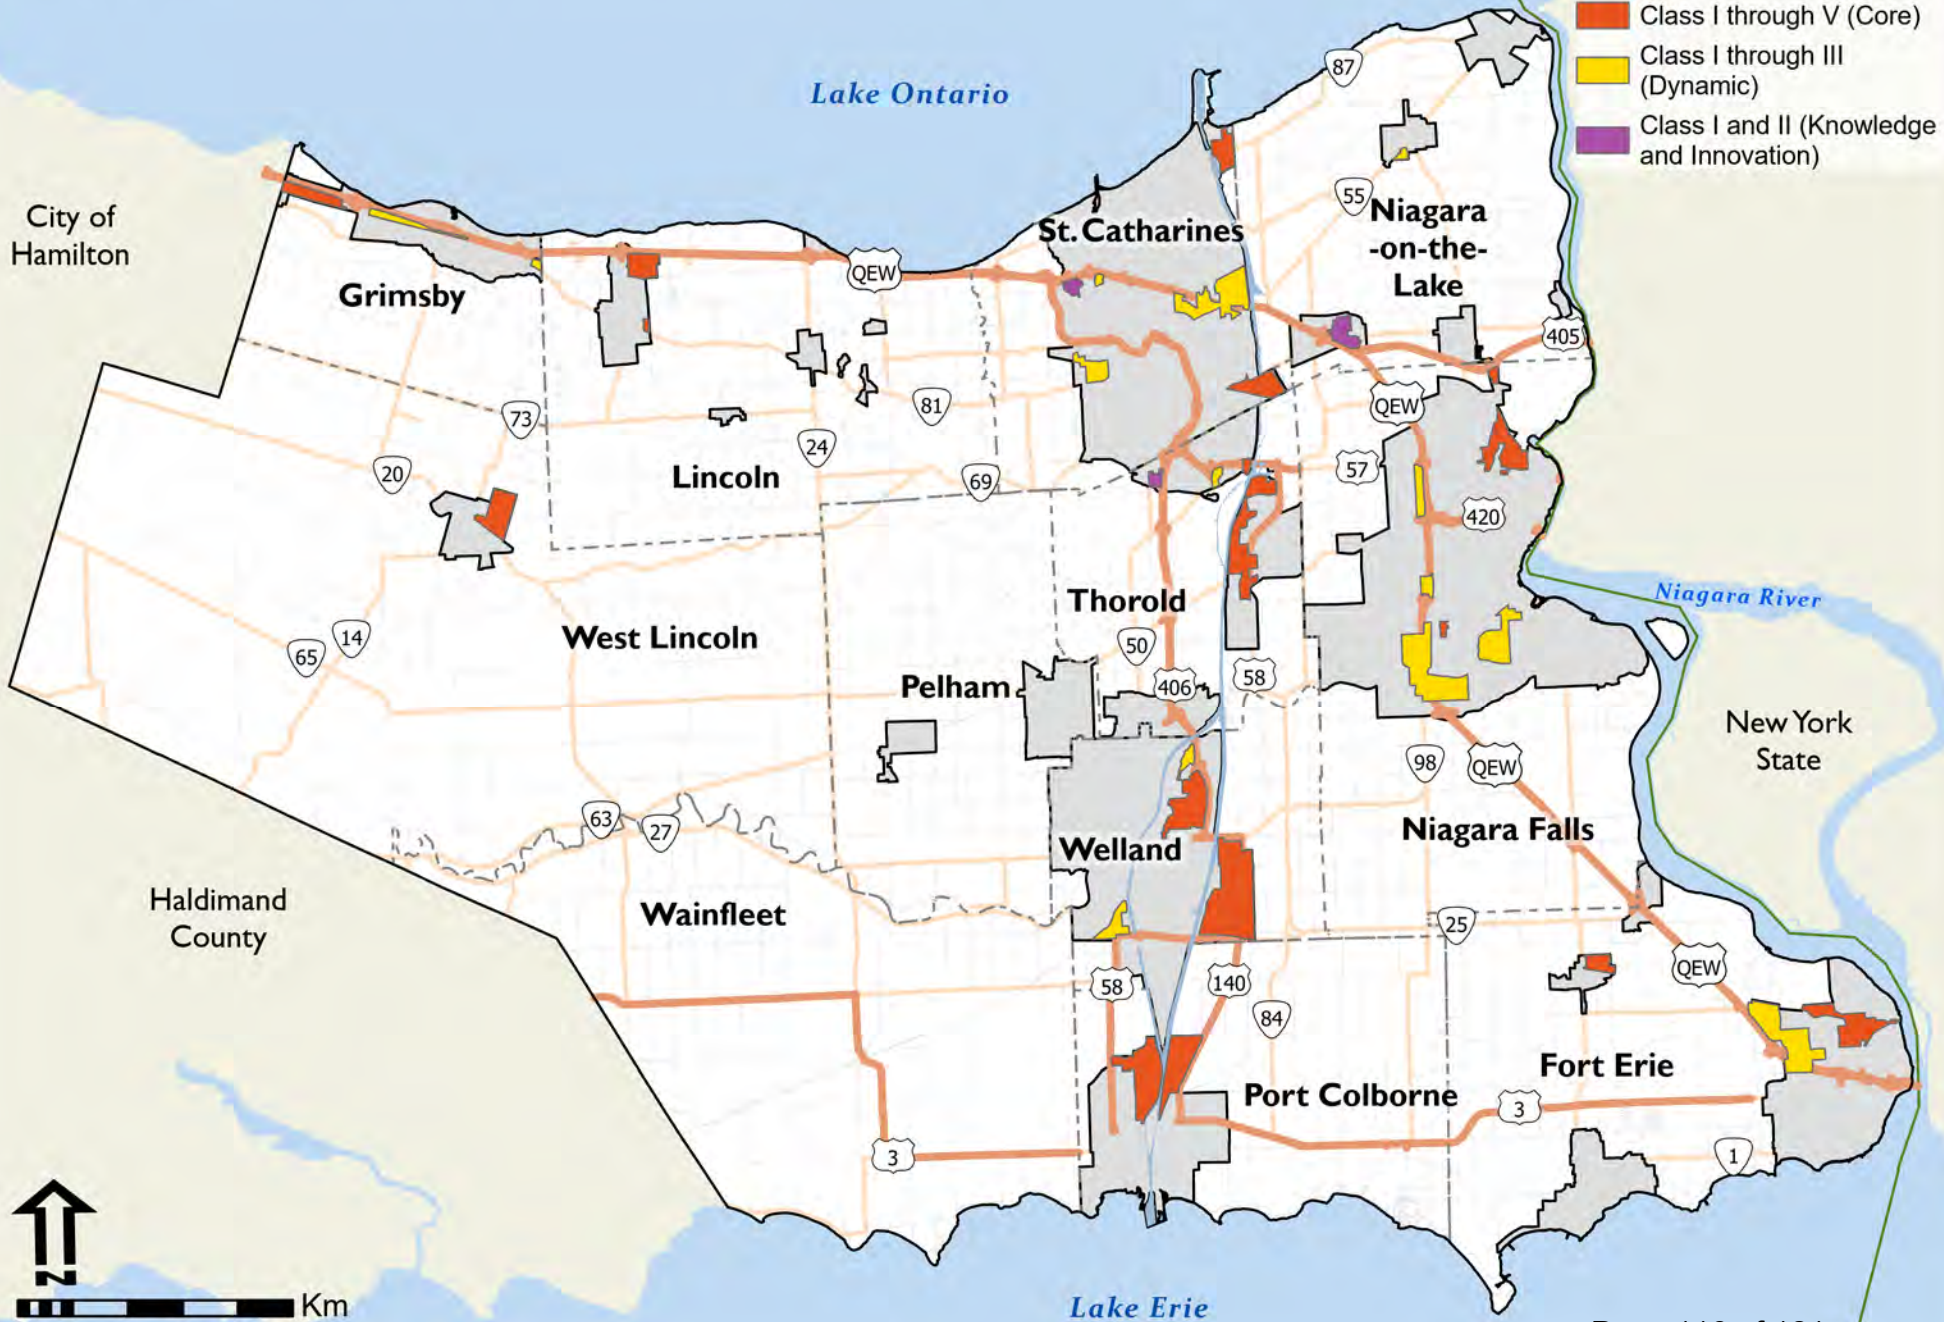 Class I through V (Core)
Class I through III
(Dynamic)
Class I and II (Knowledge
and Innovation)
87
Lake Ontario
55
City of
Hamilton
St. Catharines
Niagara
-on-the-
Lake
QEW
Grimsby
405
QEW
73
81
24
20
Lincoln
69
57
420
Niagara River
Thorold
West Lincoln
14
65
50
Pelham
406
58
New York
State
98
QEW
63
27
Welland
Niagara Falls
Haldimand
County
Wainfleet
25
58
140
QEW
84
Fort Erie
Port Colborne
3
3
1
N
Km
Lake Erie